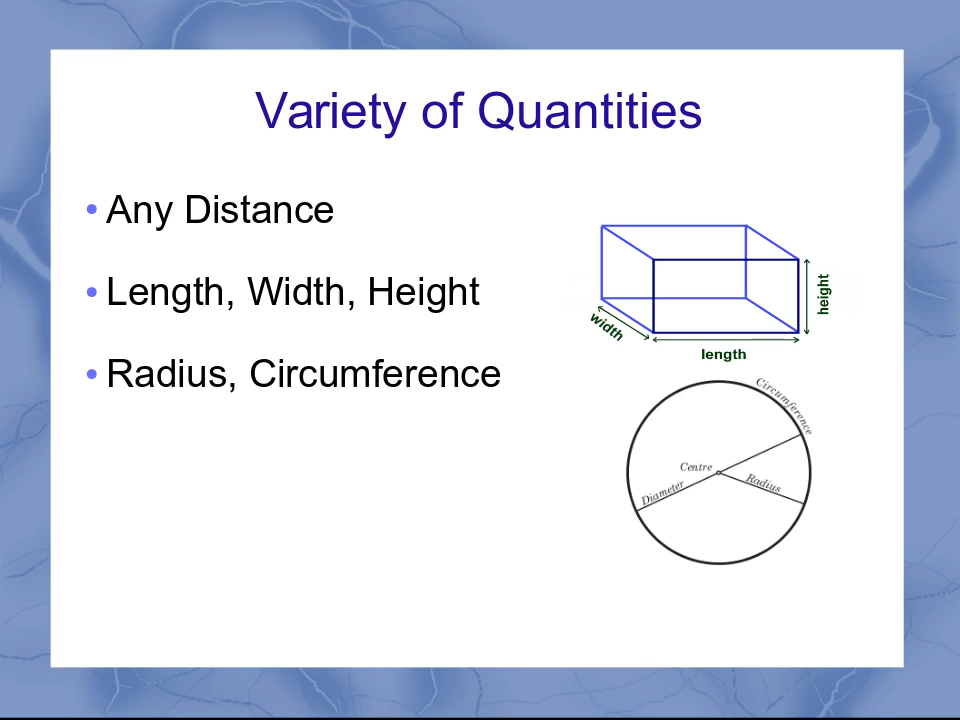 Variety of Quantities
• Any Distance
• Length, Width, Height
• Radius, Circumference
height
width
length
Circumference
Centre
Radius
Diameter